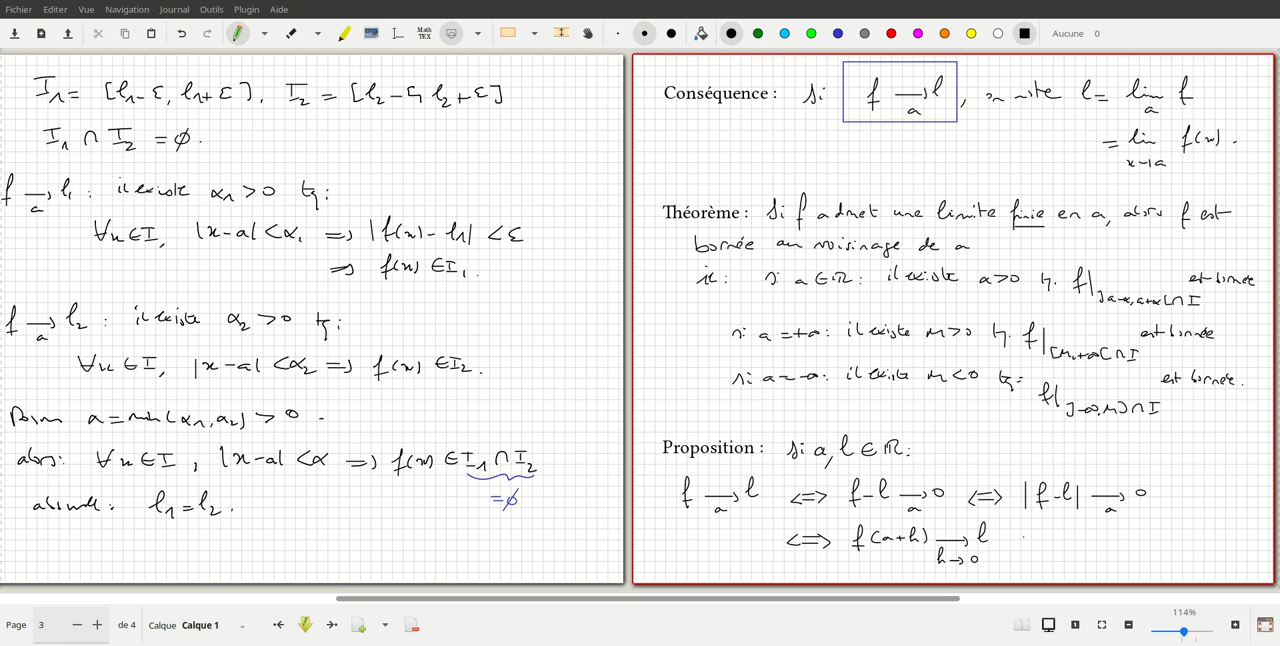 Fichier Editer Vue Navigation Journal Outils Plugin Aide
Math TEX
Aucune 0
I₁ = [l₁-ε, l₁+ε]. I₂ = [l₂-ε, l₂+ε]
I₁ ∩ I₂ = ∅.
f →ₐ l₁ : il existe α₁ > 0 tq :
∀x ∈ I, |x-a| < α₁ ⟹ |f(x) - l₁| < ε
⟹ f(x) ∈ I₁.
f →ₐ l₂ : il existe α₂ > 0 tq :
∀x ∈ I, |x-a| < α₂ ⟹ f(x) ∈ I₂.
Posons α = min(α₁, α₂) > 0.
alors : ∀x ∈ I, |x-a| < α ⟹ f(x) ∈ I₁ ∩ I₂
= ∅
absurde : l₁ = l₂.
Conséquence : Si f →ₐ l, on note l = lim_a f
= lim_{x→a} f(x).
Théorème : Si f admet une limite finie en a, alors f est
bornée au voisinage de a
ie : si a ∈ ℝ : il existe α > 0 tq. f|_{]a-α, a+α[ ∩ I} est bornée
si a = +∞ : il existe M > 0 tq. f|_{[M, +∞[ ∩ I} est bornée
si a = -∞ : il existe M < 0 tq : f|_{]-∞, M] ∩ I} est bornée.
Proposition : Si a, l ∈ ℝ :
f →ₐ l ⟺ f-l →ₐ 0 ⟺ |f-l| →ₐ 0
⟺ f(a+h) →_{h→0} l
Page 3 de 4 Calque Calque 1
114%